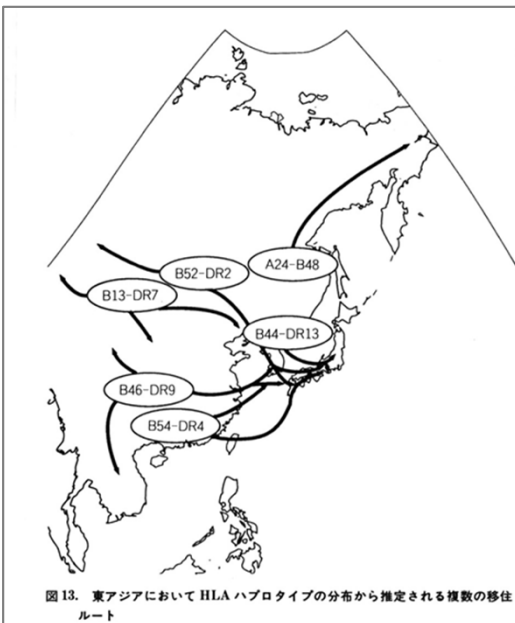 A24-B48
B52-DR2
B13-DR7
B44-DR13
B46-DR9
B54-DR4
図13. 東アジアにおいてHLAハプロタイプの分布から推定される複数の移住
ルート